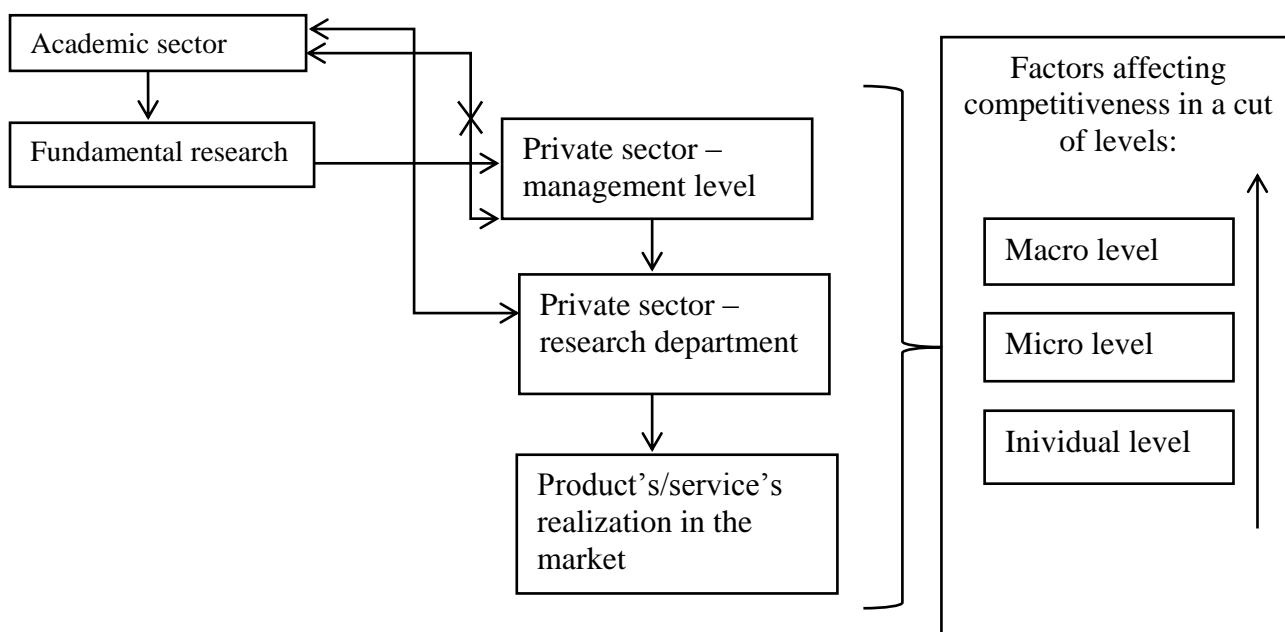 Academic sector
Fundamental research
Private sector –
management level
Private sector –
research department
Product’s/service’s
realization in the
market
Factors affecting
competitiveness in a cut
of levels:
Macro level
Micro level
Inividual level